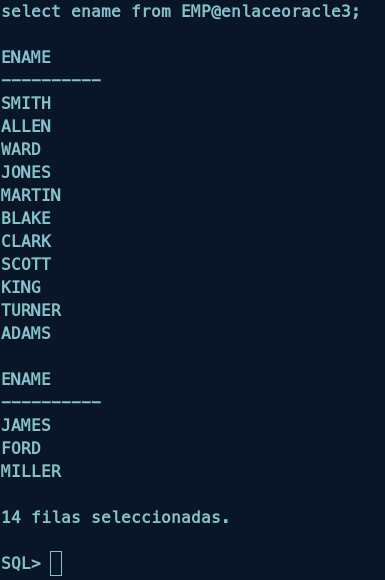 select ename from EMP@enlaceoracle3;
ENAME
----------
SMITH
ALLEN
WARD
JONES
MARTIN
BLAKE
CLARK
SCOTT
KING
TURNER
ADAMS
ENAME
----------
JAMES
FORD
MILLER
14 filas seleccionadas.
SQL>